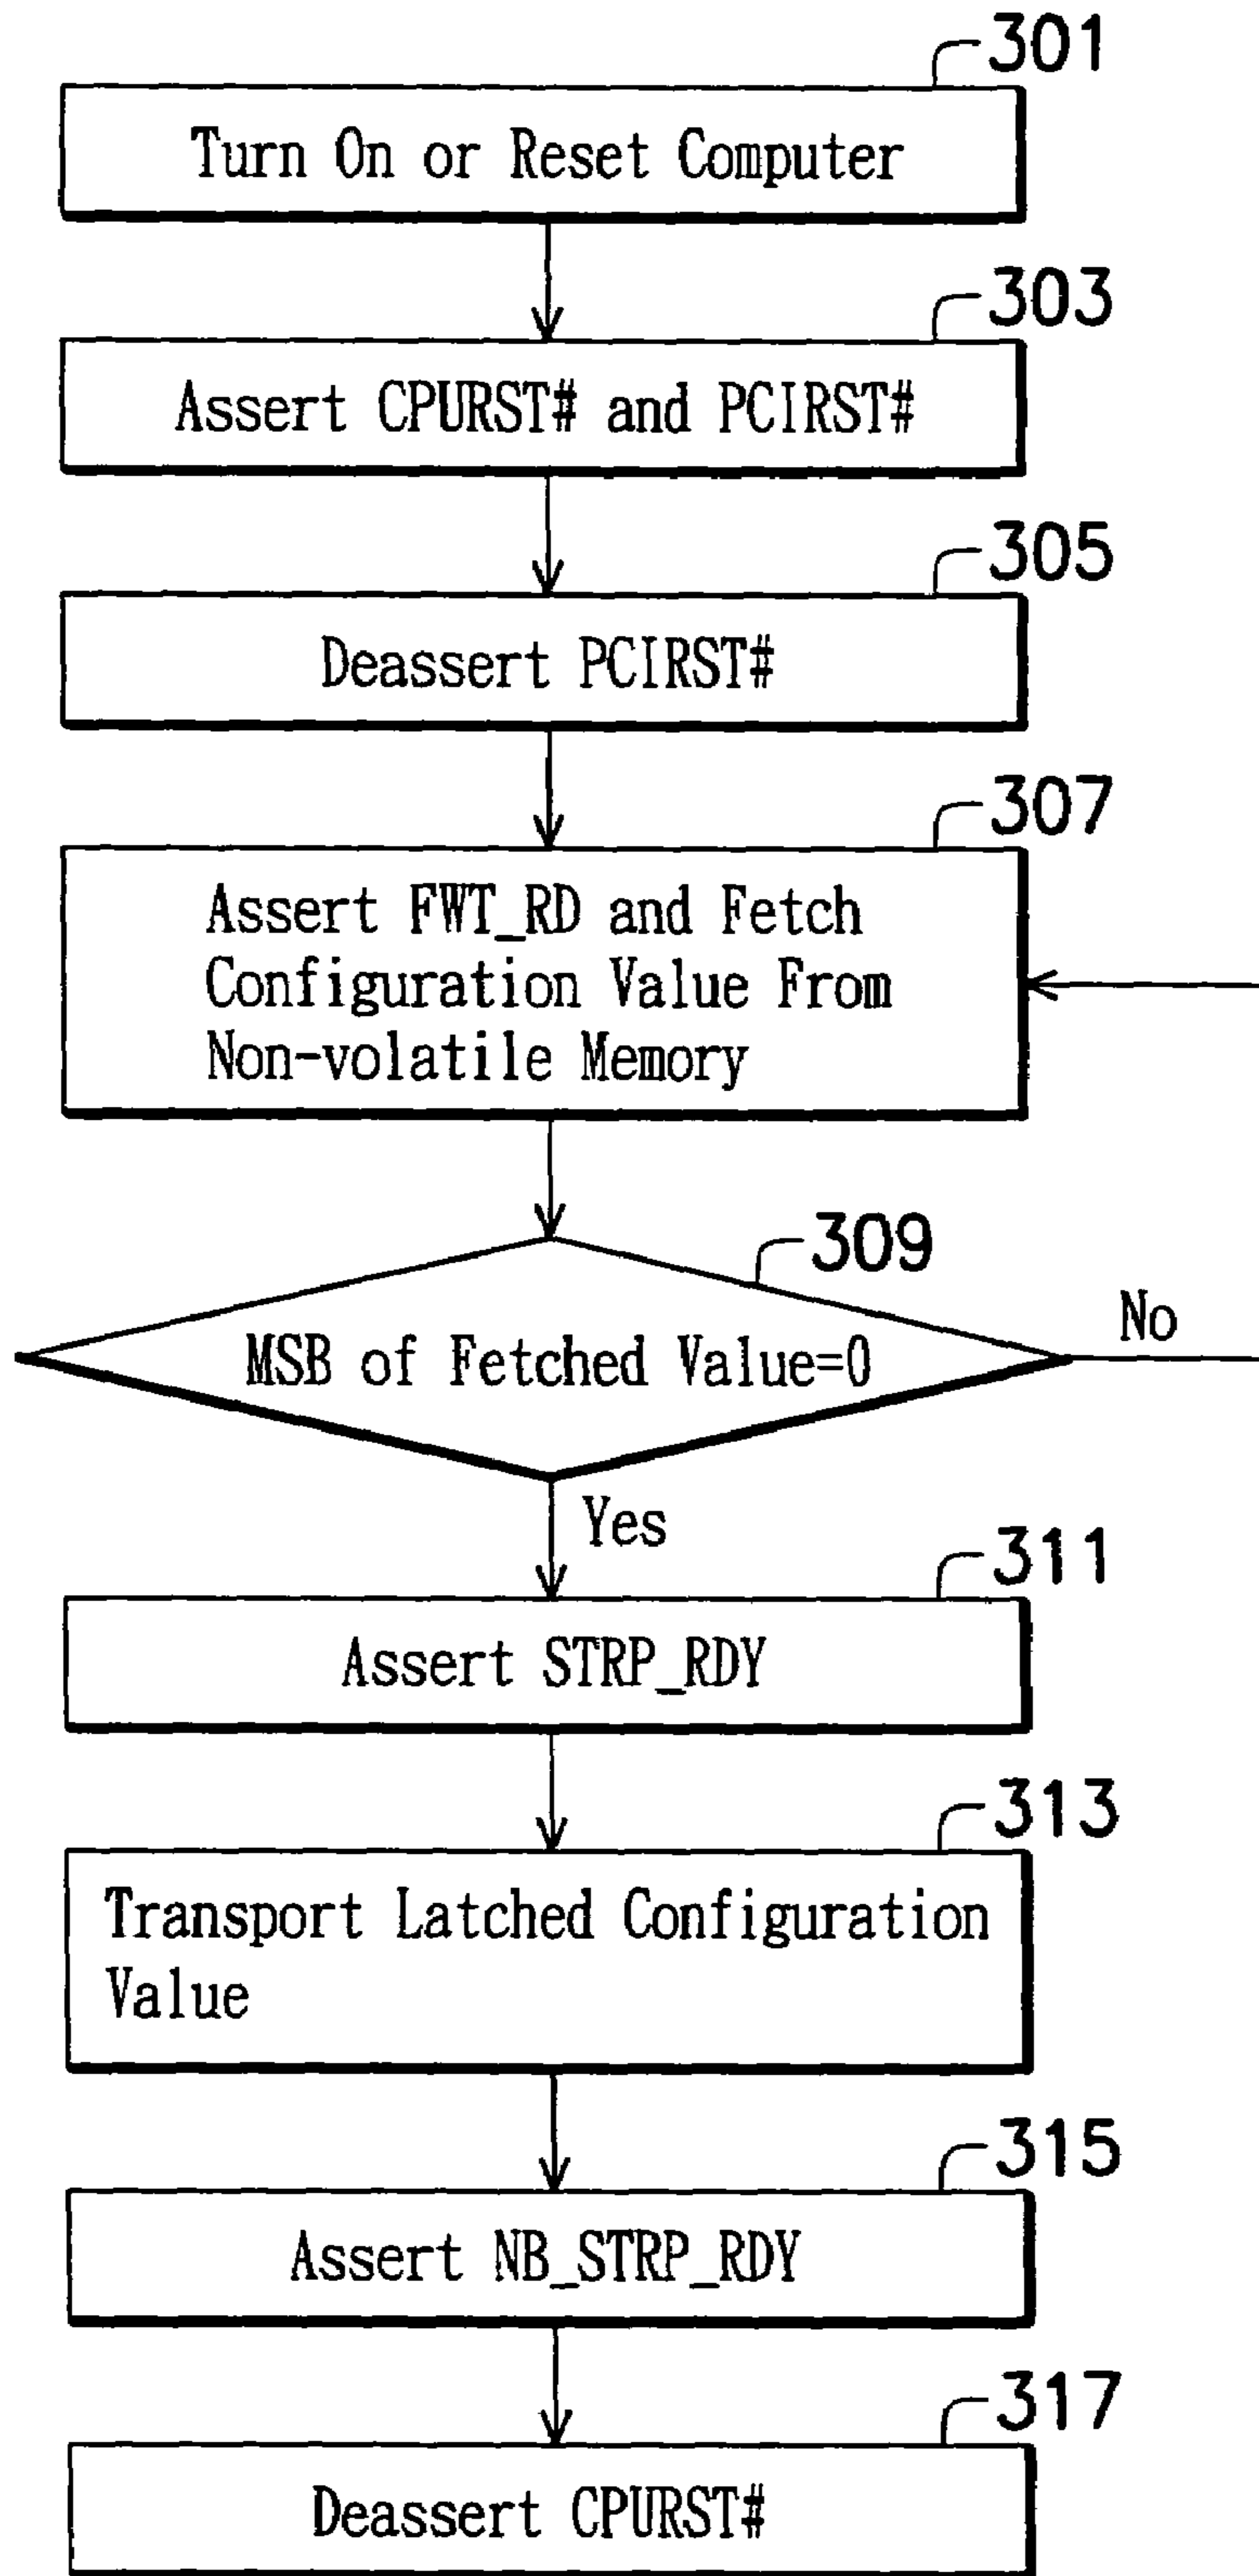 301
Turn On or Reset Computer
303
Assert CPURST# and PCIRST#
305
Deassert PCIRST#
307
Assert FWT_RD and Fetch
Configuration Value From
Non-volatile Memory
309
MSB of Fetched Value=0
No
Yes
311
Assert STRP_RDY
313
Transport Latched Configuration
Value
315
Assert NB_STRP_RDY
317
Deassert CPURST#